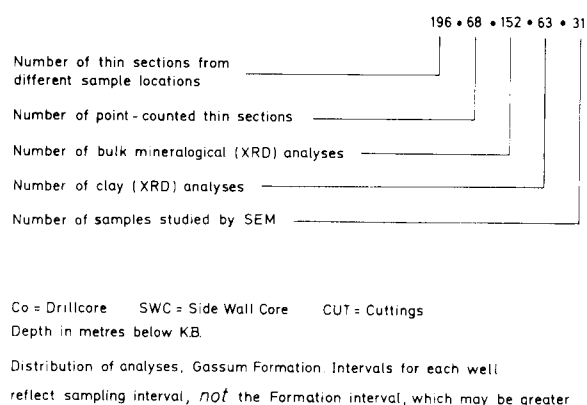 196 • 68 • 152 • 63 • 31
Number of thin sections from
different sample locations
Number of point-counted thin sections
Number of bulk mineralogical (XRD) analyses
Number of clay (XRD) analyses
Number of samples studied by SEM
Co = Drillcore SWC = Side Wall Core CUT = Cuttings
Depth in metres below K.B.
Distribution of analyses, Gassum Formation. Intervals for each well
reflect sampling interval, not the Formation interval, which may be greater